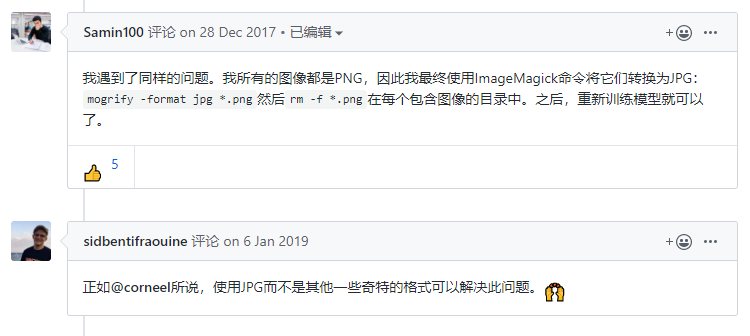 Samin100 评论 on 28 Dec 2017 • 已编辑
我遇到了同样的问题。我所有的图像都是PNG，因此我最终使用ImageMagick命令将它们转换为JPG：
mogrify -format jpg *.png 然后 rm -f *.png 在每个包含图像的目录中。之后，重新训练模型就可以
了。
5
sidbentifraouine 评论 on 6 Jan 2019
正如@corneel所说，使用JPG而不是其他一些奇特的格式可以解决此问题。